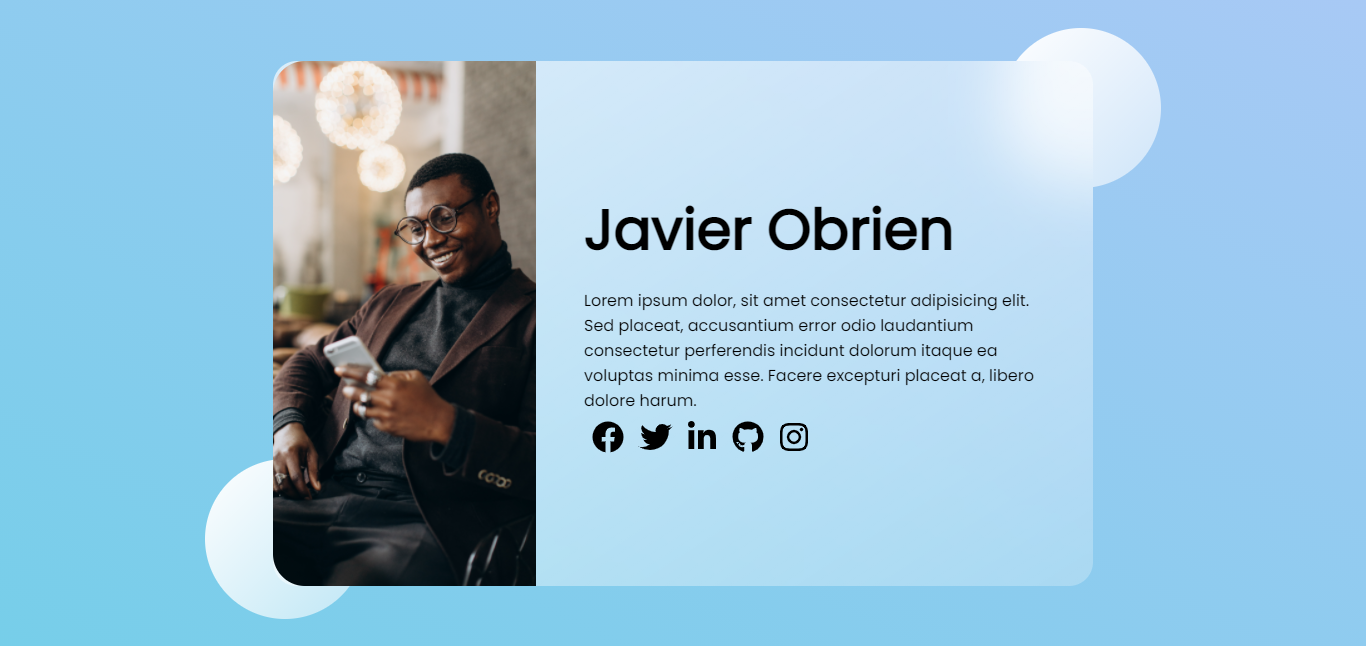 Javier Obrien
Lorem ipsum dolor, sit amet consectetur adipisicing elit.
Sed placeat, accusantium error odio laudantium
consectetur perferendis incidunt dolorum itaque ea
voluptas minima esse. Facere excepturi placeat a, libero
dolore harum.